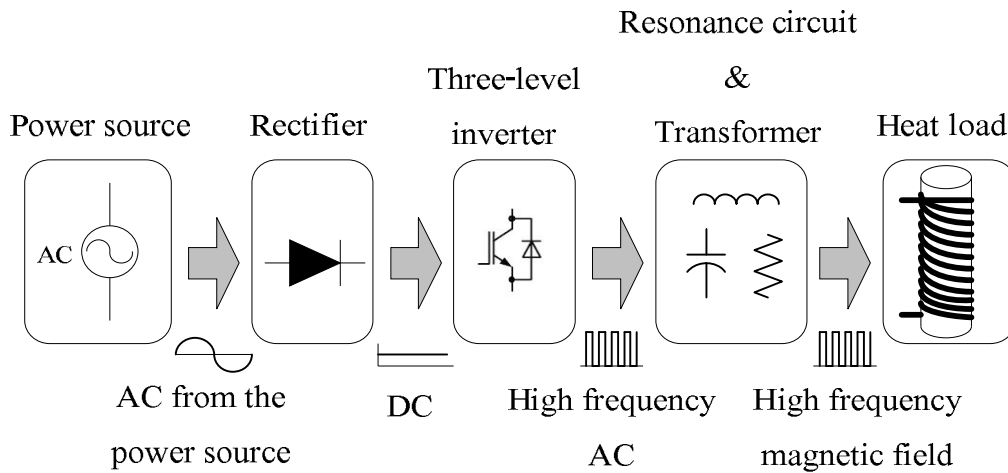 Resonance circuit
&
Transformer
Three-level
inverter
Power source
Rectifier
Heat load
AC
AC from the
power source
DC
High frequency
AC
High frequency
magnetic field